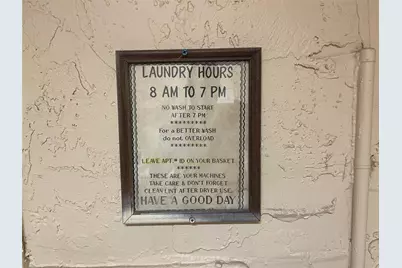 LAUNDRY HOURS
8 AM TO 7 PM
NO WASH TO START
AFTER 7 PM
*********
For a BETTER WASH
do not OVERLOAD
*********
LEAVE APT.# ID ON YOUR BASKET
******
THESE ARE YOUR MACHINES
TAKE CARE & DON'T FORGET
CLEAN LINT AFTER DRYER USE.
HAVE A GOOD DAY